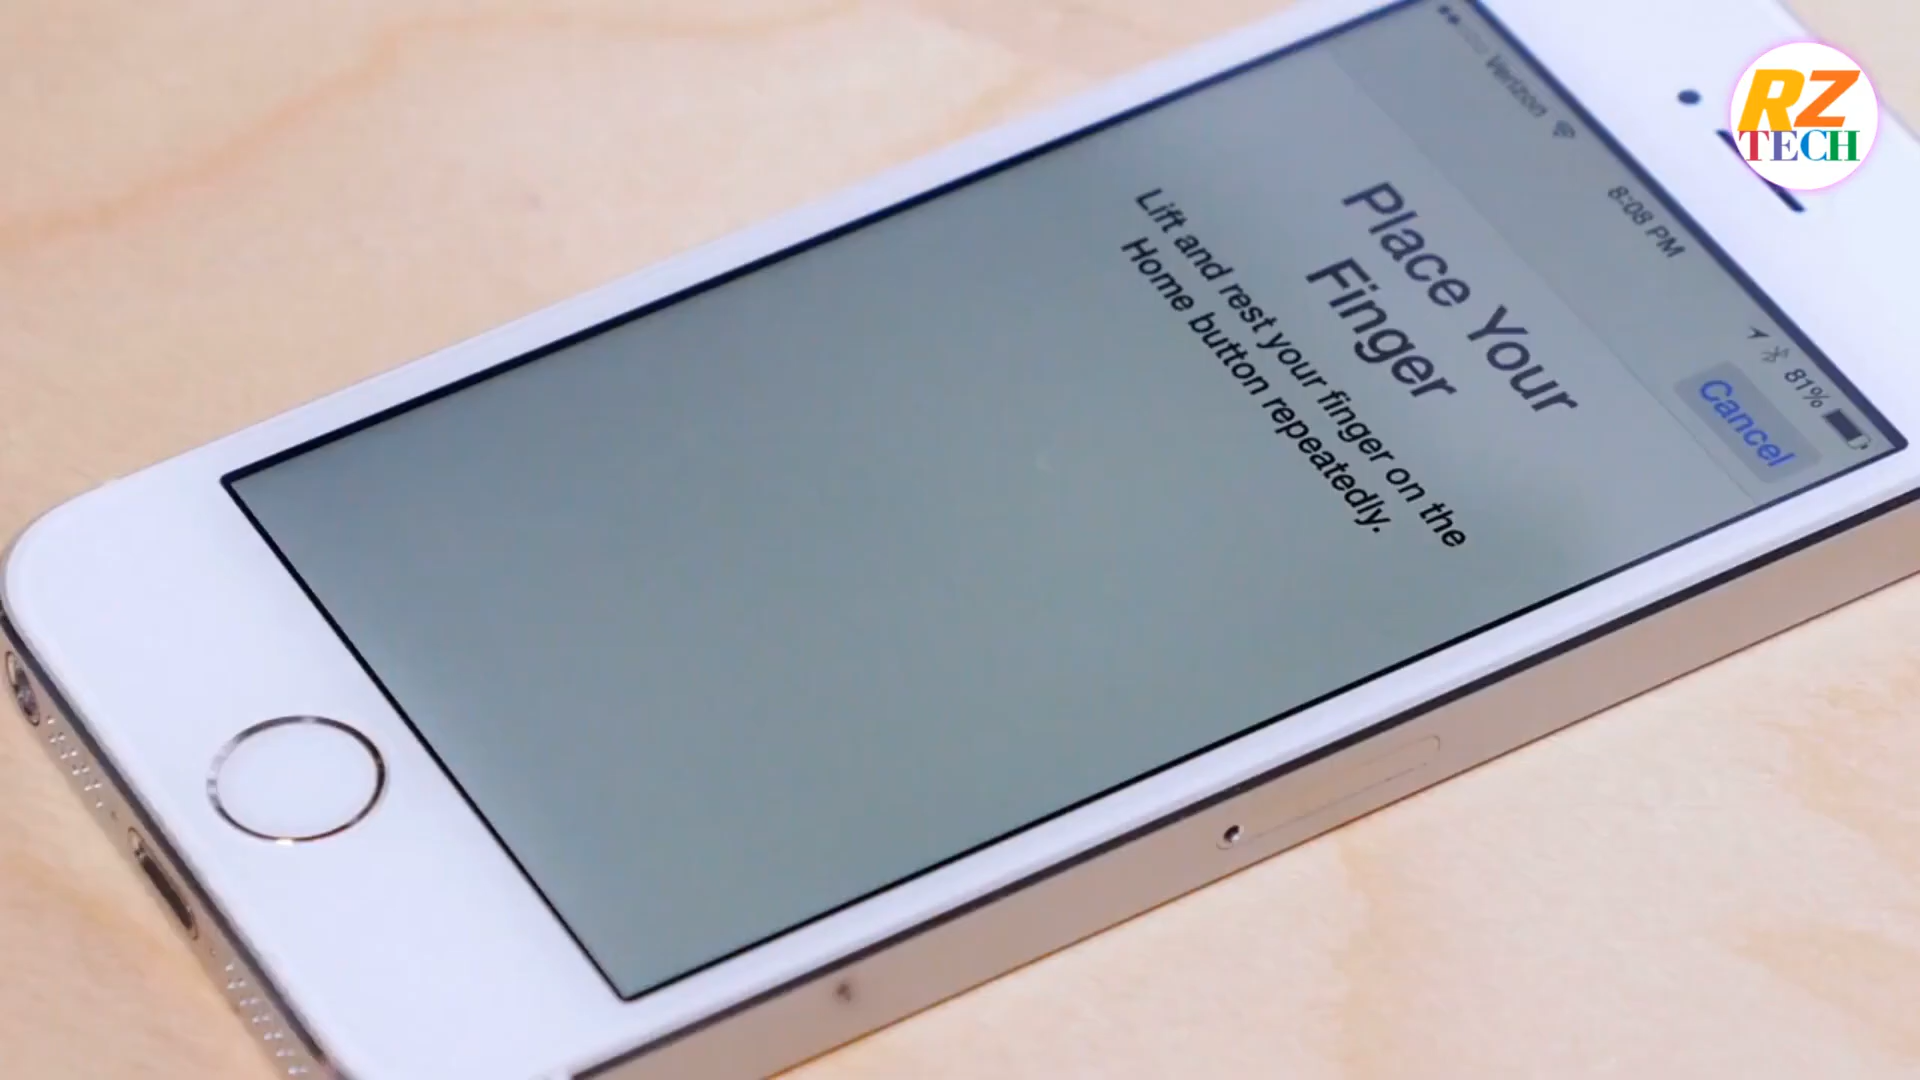 Verizon 8:08 PM 81%
Cancel
Place Your
Finger
Lift and rest your finger on the
Home button repeatedly.
RZ
TECH